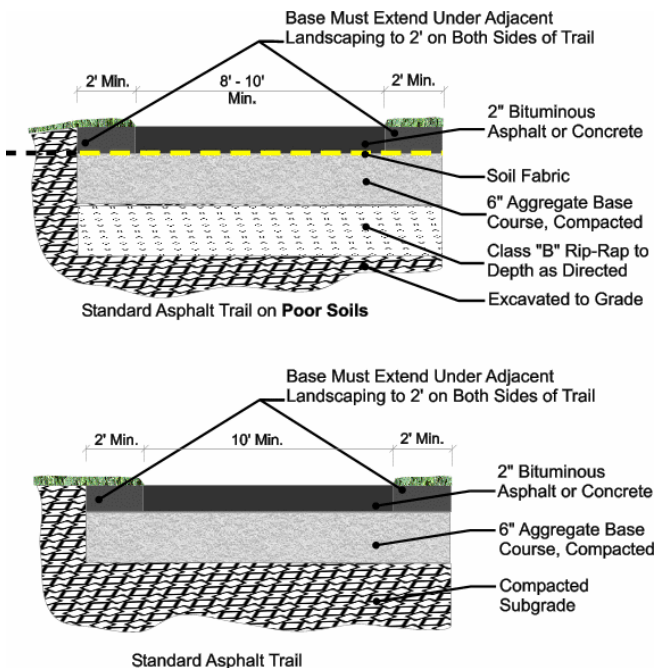 Base Must Extend Under Adjacent
Landscaping to 2' on Both Sides of Trail
2' Min.
8' - 10'
Min.
2' Min.
2" Bituminous
Asphalt or Concrete
Soil Fabric
6" Aggregate Base
Course, Compacted
Class "B" Rip-Rap to
Depth as Directed
Excavated to Grade
Standard Asphalt Trail on Poor Soils
Base Must Extend Under Adjacent
Landscaping to 2' on Both Sides of Trail
2' Min.
10' Min.
2' Min.
2" Bituminous
Asphalt or Concrete
6" Aggregate Base
Course, Compacted
Compacted
Subgrade
Standard Asphalt Trail